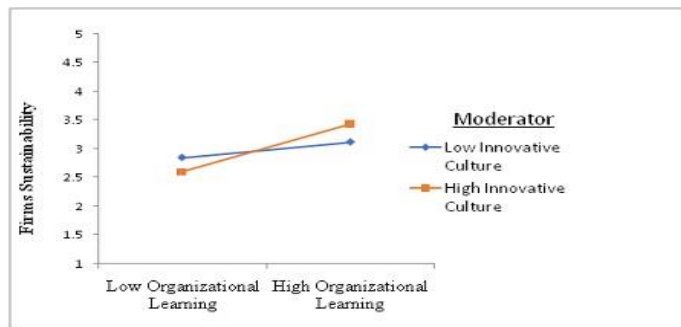 5
4.5
4
3.5
3
2.5
2
1.5
1
Firms Sustainability
Low Organizational
Learning
High Organizational
Learning
Moderator
Low Innovative
Culture
High Innovative
Culture